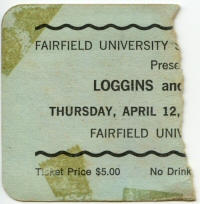 FAIRFIELD UNIVERSITY S
Prese
LOGGINS and
THURSDAY, APRIL 12,
FAIRFIELD UNIV
Ticket Price $5.00 No Drink